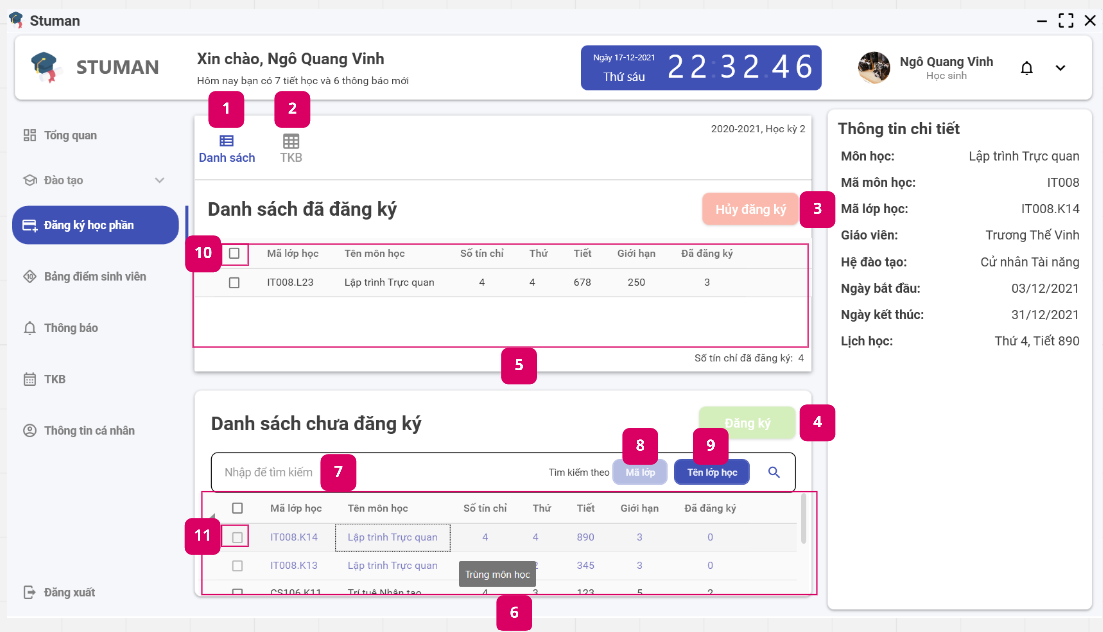 Stuman
STUMAN
Xin chào, Ngô Quang Vinh
Hôm nay bạn có 7 tiết học và 6 thông báo mới
Ngày 17-12-2021
Thứ sáu
22:32:46
Ngô Quang Vinh
Học sinh
Tổng quan
Đào tạo
Đăng ký học phần
Bảng điểm sinh viên
Thông báo
TKB
Thông tin cá nhân
Đăng xuất
1
2
Danh sách
TKB
2020-2021, Học kỳ 2
Danh sách đã đăng ký
Hủy đăng ký
3
10
Mã lớp học Tên môn học Số tín chỉ Thứ Tiết Giới hạn Đã đăng ký
IT008.L23 Lập trình Trực quan 4 4 678 250 3
5
Số tín chỉ đã đăng ký: 4
Danh sách chưa đăng ký
Đăng ký
4
8
9
Nhập để tìm kiếm
7
Tìm kiếm theo
Mã lớp
Tên lớp học
Mã lớp học Tên môn học Số tín chỉ Thứ Tiết Giới hạn Đã đăng ký
11
IT008.K14 Lập trình Trực quan 4 4 890 3 0
IT008.K13 Lập trình Trực quan 2 345 3 0
Trùng môn học
CS106.K11 Trí tuệ Nhân tạo 4 3 123 5 2
6
Thông tin chi tiết
Môn học: Lập trình Trực quan
Mã môn học: IT008
Mã lớp học: IT008.K14
Giáo viên: Trương Thế Vinh
Hệ đào tạo: Cử nhân Tài năng
Ngày bắt đầu: 03/12/2021
Ngày kết thúc: 31/12/2021
Lịch học: Thứ 4, Tiết 890